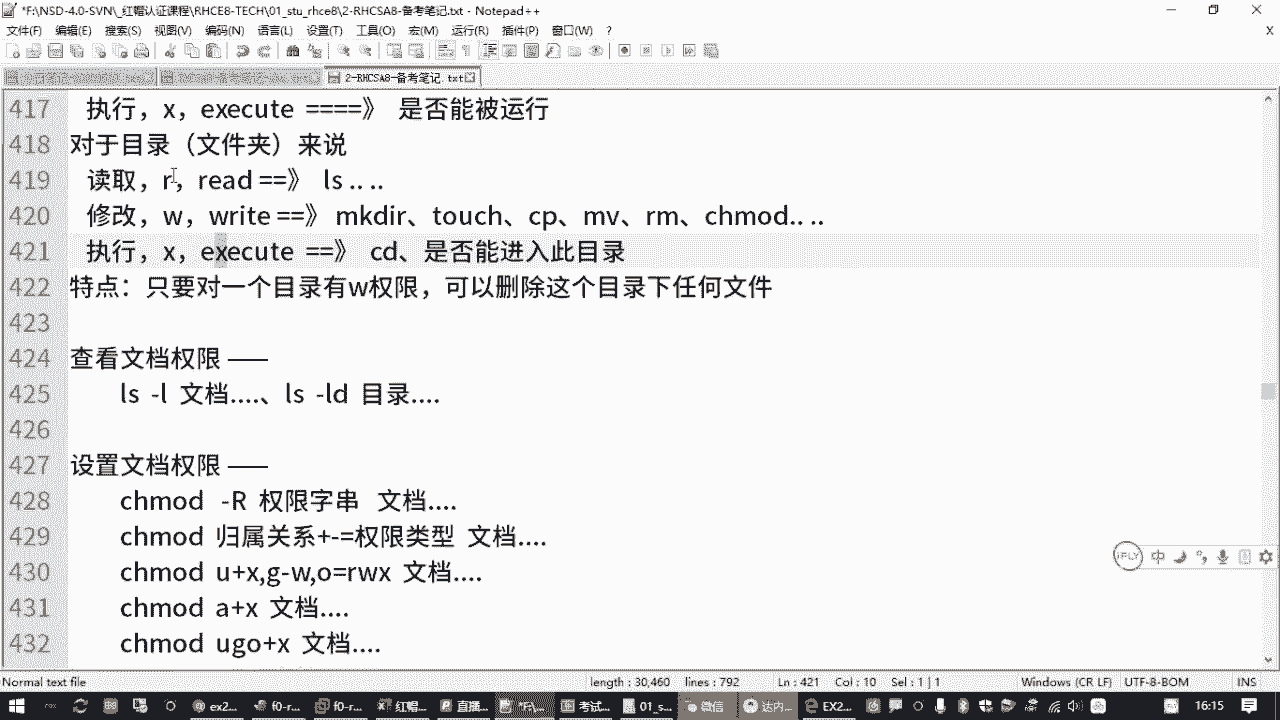 *F:\NSD-4.0-SVN\_红帽认证课程\RHCE8-TECH\01_stu_rhce8\2-RHCSA8-备考笔记.txt - Notepad++
文件(F) 编辑(E) 搜索(S) 视图(V) 编码(N) 语言(L) 设置(T) 工具(O) 宏(M) 运行(R) 插件(P) 窗口(W) ?
X
2-RHCSA8-备考笔记.txt
417 执行，x，execute ====》 是否能被运行
418 对于目录（文件夹）来说
419 读取，r，read ==》 ls .. ..
420 修改，w，write ==》 mkdir、touch、cp、mv、rm、chmod.. ..
421 执行，x，execute ==》 cd、是否能进入此目录
422 特点：只要对一个目录有w权限，可以删除这个目录下任何文件
423
424 查看文档权限 ——
425 ls -l 文档....、ls -ld 目录....
426
427 设置文档权限 ——
428 chmod -R 权限字串 文档....
429 chmod 归属关系+-=权限类型 文档....
430 chmod u+x,g-w,o=rwx 文档....
431 chmod a+x 文档....
432 chmod ugo+x 文档....
iFLY 中
Normal text file length : 30,460 lines : 792 Ln : 421 Col : 10 Sel : 1 | 1 Windows (CR LF) UTF-8-BOM INS
ex2... f0-r... f0-r... 红帽... 直播... 考试... 01_s... 微信 达内... EX2... 16:15